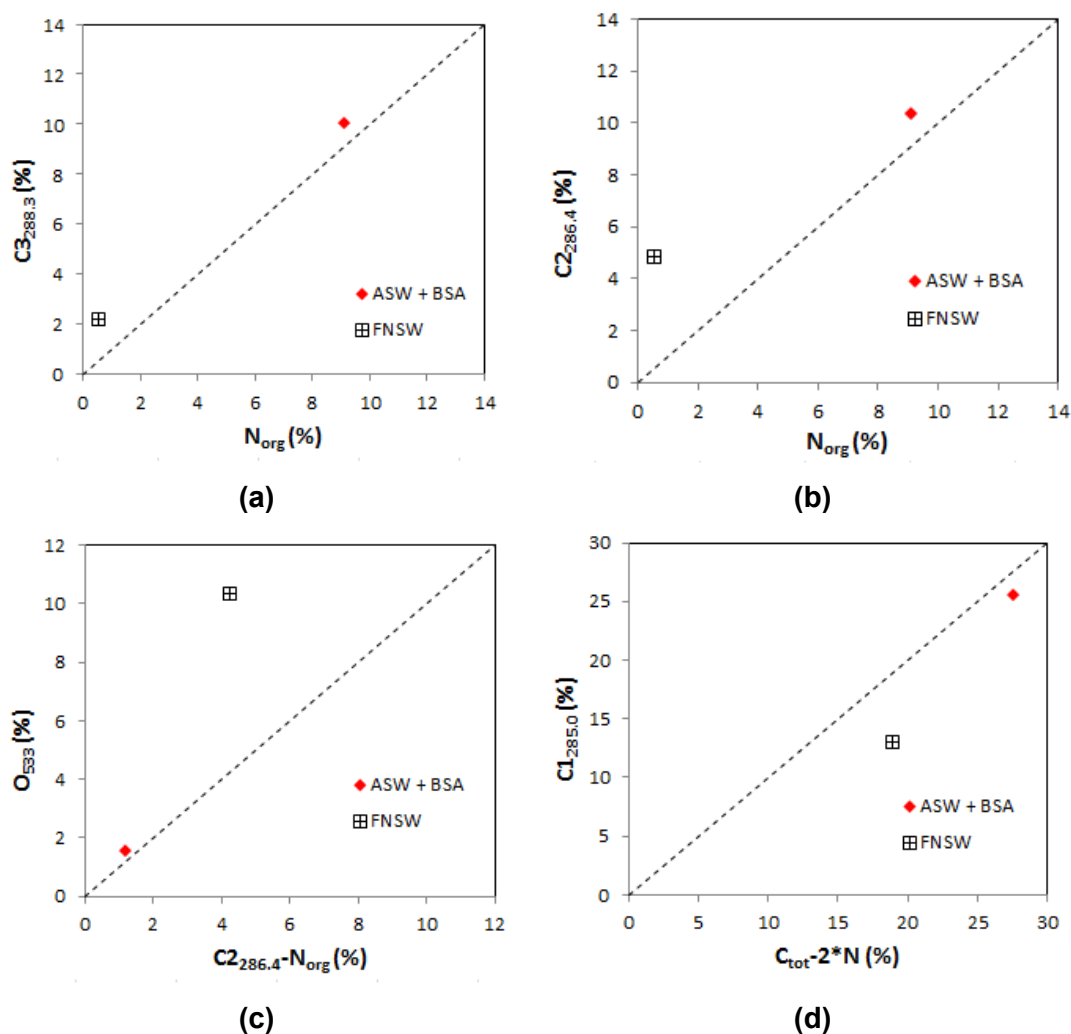 14
12
10
8
6
4
2
0
C3288.3 (%)
0 2 4 6 8 10 12 14
Norg (%)
ASW + BSA
FNSW
(a)
14
12
10
8
6
4
2
0
C2286.4 (%)
0 2 4 6 8 10 12 14
Norg (%)
ASW + BSA
FNSW
(b)
12
10
8
6
4
2
0
O533 (%)
0 2 4 6 8 10 12
C2286.4-Norg (%)
ASW + BSA
FNSW
(c)
30
25
20
15
10
5
0
C1285.0 (%)
0 5 10 15 20 25 30
Ctot-2*N (%)
ASW + BSA
FNSW
(d)